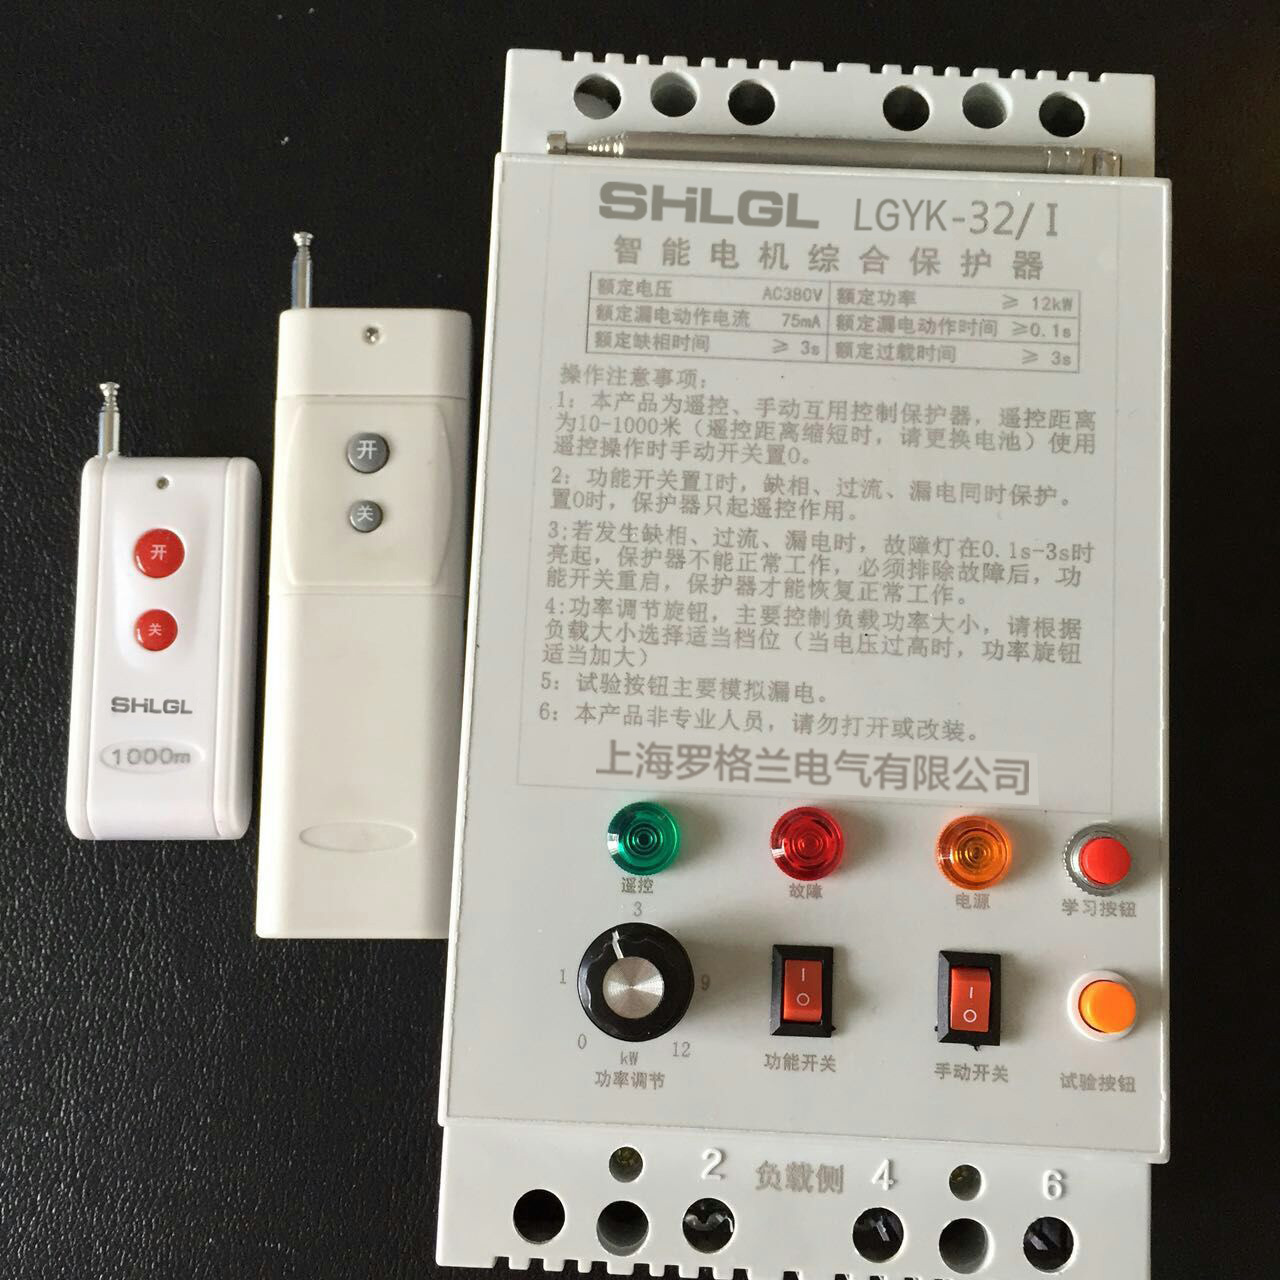 SHLGL LGYK-32/I
智能电机综合保护器
额定电压 AC380V 额定功率 ≥ 12kW
额定漏电动作电流 75mA 额定漏电动作时间 ≥0.1s
额定缺相时间 ≥ 3s 额定过载时间 ≥ 3s
操作注意事项:
1: 本产品为遥控、手动互用控制保护器，遥控距离
为10-1000米（遥控距离缩短时，请更换电池）使用
遥控操作时手动开关置0。
2: 功能开关置I时，缺相、过流、漏电同时保护。
置0时，保护器只起遥控作用。
3:若发生缺相、过流、漏电时，故障灯在0.1s-3s时
亮起，保护器不能正常工作，必须排除故障后，功
能开关重启，保护器才能恢复正常工作。
4:功率调节旋钮，主要控制负载功率大小，请根据
负载大小选择适当档位（当电压过高时，功率旋钮
适当加大）
5: 试验按钮主要模拟漏电。
6: 本产品非专业人员，请勿打开或改装。
上海罗格兰电气有限公司
遥控 故障 电源 学习按钮
3
1 9
0 12
kW
功率调节 功能开关 手动开关 试验按钮
I I
O O
2 负载侧 4 6
开
关
开
关
SHLGL
1000m